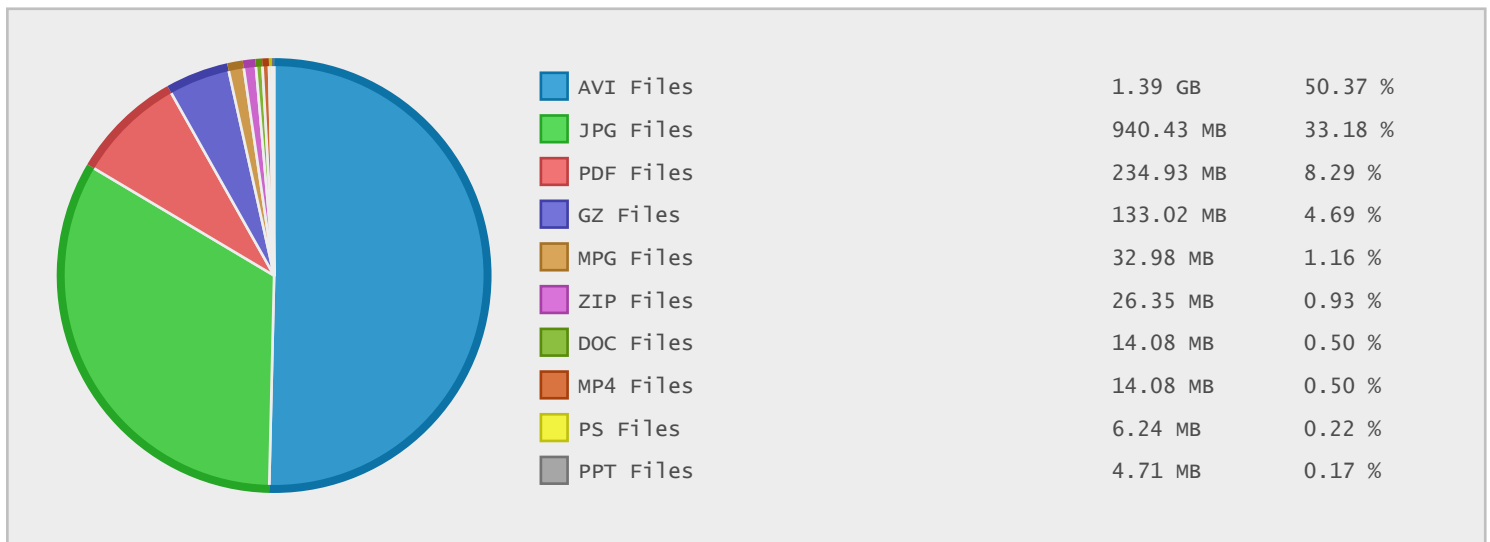 AVI Files 1.39 GB 50.37 %
JPG Files 940.43 MB 33.18 %
PDF Files 234.93 MB 8.29 %
GZ Files 133.02 MB 4.69 %
MPG Files 32.98 MB 1.16 %
ZIP Files 26.35 MB 0.93 %
DOC Files 14.08 MB 0.50 %
MP4 Files 14.08 MB 0.50 %
PS Files 6.24 MB 0.22 %
PPT Files 4.71 MB 0.17 %